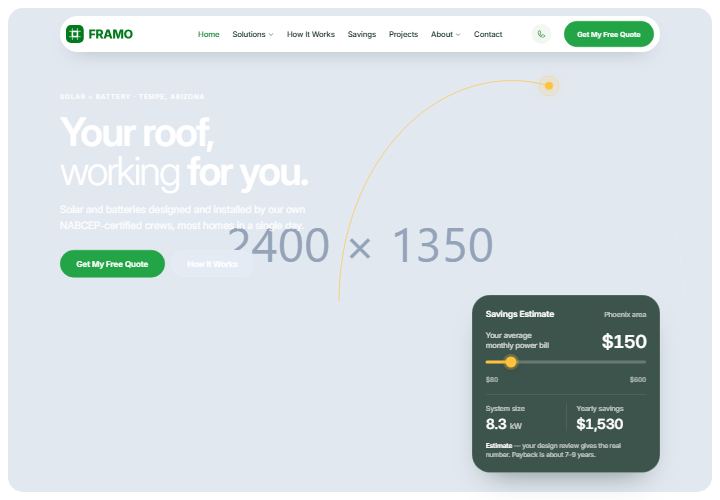 FRAMO
Home Solutions How It Works Savings Projects About Contact
Get My Free Quote
SOLAR + BATTERY · TEMPE, ARIZONA
Your roof,
working for you.
Solar and batteries designed and installed by our own
NABCEP-certified crews, most homes in a single day.
2400 × 1350
Get My Free Quote
How It Works
Savings Estimate
Phoenix area
Your average
monthly power bill
$150
$80
$600
System size
8.3 kW
Yearly savings
$1,530
Estimate — your design review gives the real
number. Payback is about 7-9 years.